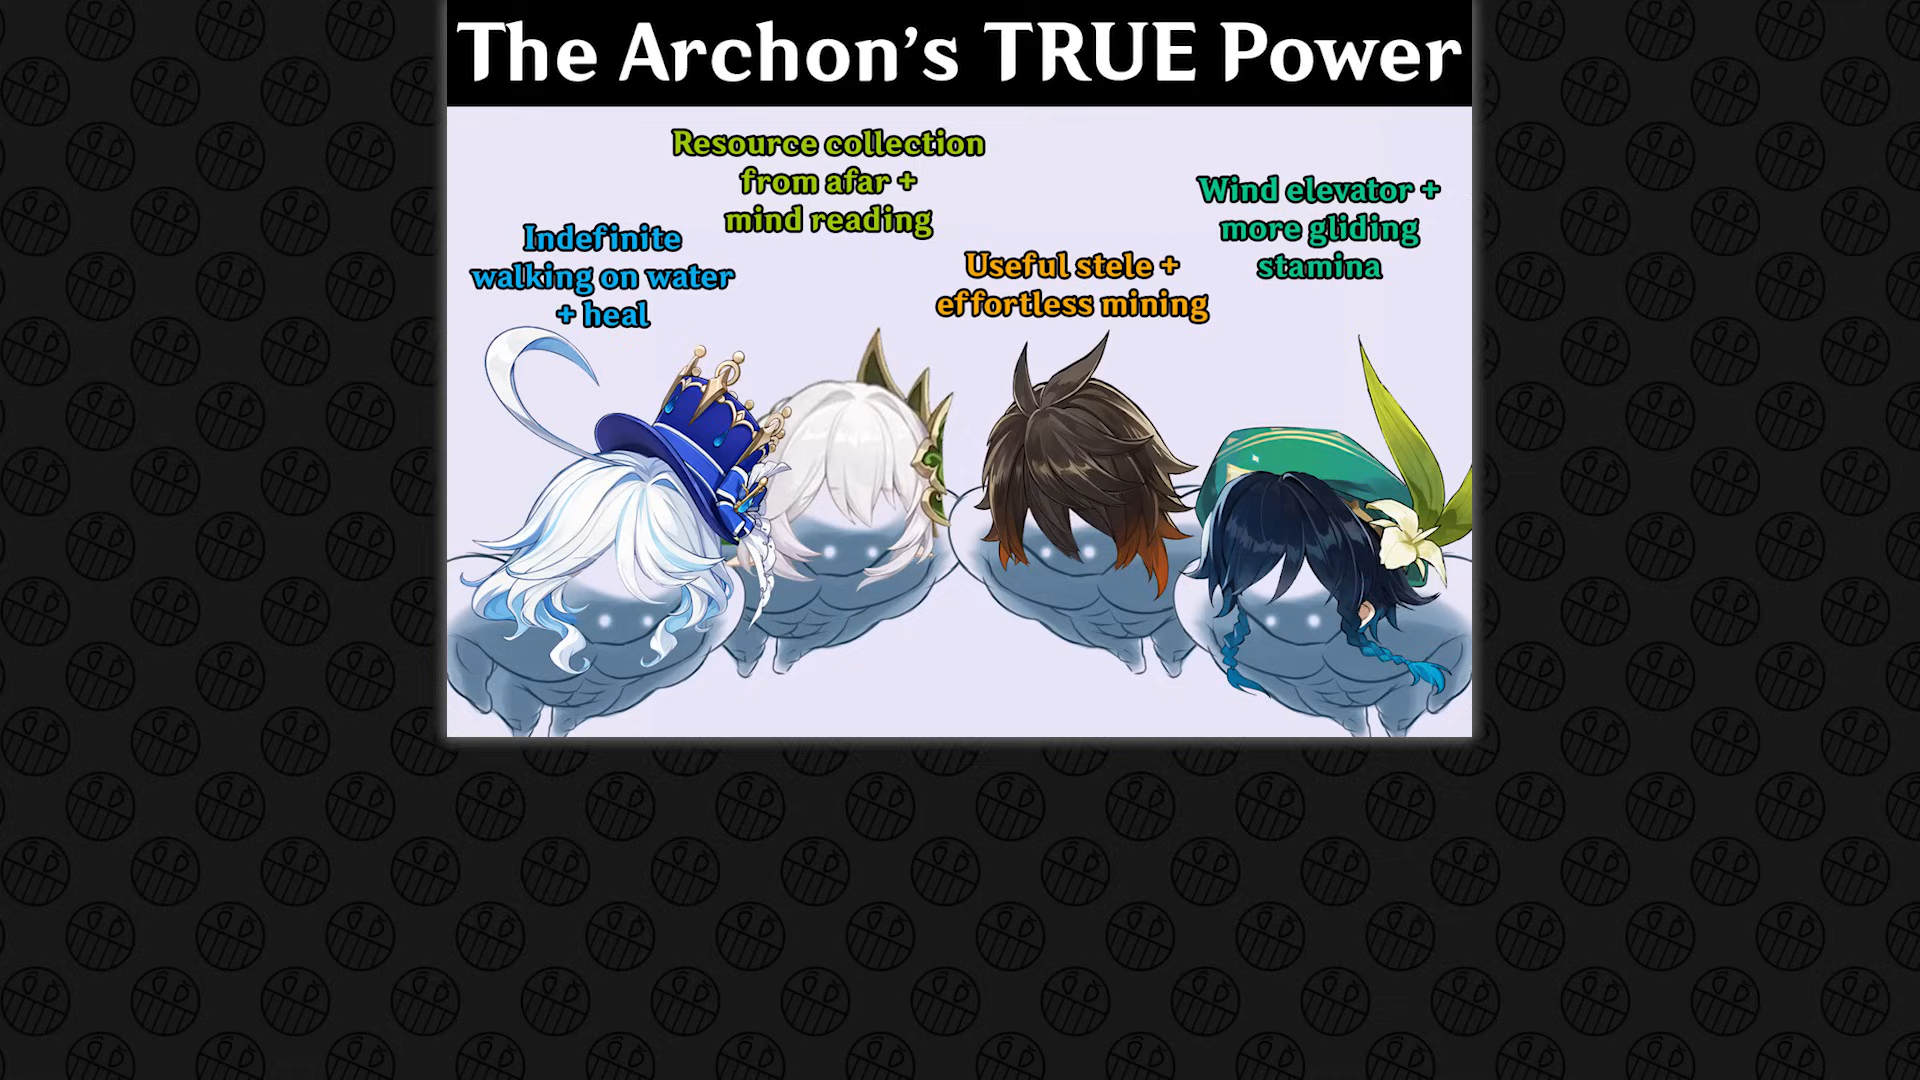 The Archon's TRUE Power
Resource collection
from afar +
mind reading
Wind elevator +
more gliding
stamina
Indefinite
walking on water
+ heal
Useful stele +
effortless mining